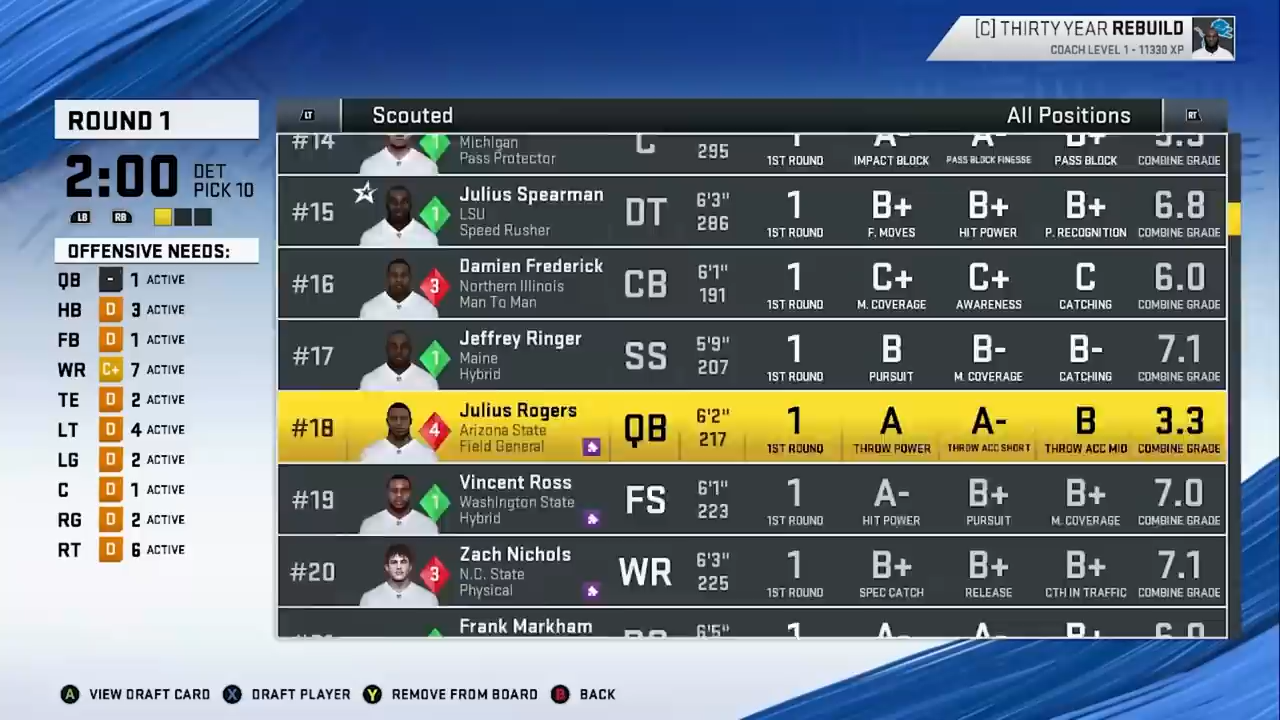 [C] THIRTY YEAR REBUILD
COACH LEVEL 1 - 11330 XP
ROUND 1
2:00
DET
PICK 10
LB RB
OFFENSIVE NEEDS:
QB - 1 ACTIVE
HB D 3 ACTIVE
FB D 1 ACTIVE
WR C+ 7 ACTIVE
TE D 2 ACTIVE
LT D 4 ACTIVE
LG D 2 ACTIVE
C D 1 ACTIVE
RG D 2 ACTIVE
RT D 6 ACTIVE
LT Scouted All Positions RT
#14 1 Michigan C 295 1 A- A- B+ 5.5
Pass Protector 1ST ROUND IMPACT BLOCK PASS BLOCK FINESSE PASS BLOCK COMBINE GRADE
Julius Spearman
#15 1 LSU DT 6'3" 1 B+ B+ B+ 6.8
Speed Rusher 286 1ST ROUND F. MOVES HIT POWER P. RECOGNITION COMBINE GRADE
Damien Frederick
#16 3 Northern Illinois CB 6'1" 1 C+ C+ C 6.0
Man To Man 191 1ST ROUND M. COVERAGE AWARENESS CATCHING COMBINE GRADE
Jeffrey Ringer
#17 1 Maine SS 5'9" 1 B B- B- 7.1
Hybrid 207 1ST ROUND PURSUIT M. COVERAGE CATCHING COMBINE GRADE
Julius Rogers
#18 4 Arizona State QB 6'2" 1 A A- B 3.3
Field General 217 1ST ROUND THROW POWER THROW ACC SHORT THROW ACC MID COMBINE GRADE
Vincent Ross
#19 1 Washington State FS 6'1" 1 A- B+ B+ 7.0
Hybrid 223 1ST ROUND HIT POWER PURSUIT M. COVERAGE COMBINE GRADE
Zach Nichols
#20 3 N.C. State WR 6'3" 1 B+ B+ B+ 7.1
Physical 225 1ST ROUND SPEC CATCH RELEASE CTH IN TRAFFIC COMBINE GRADE
Frank Markham 6'5" 1 A- A- B+
A VIEW DRAFT CARD X DRAFT PLAYER Y REMOVE FROM BOARD B BACK